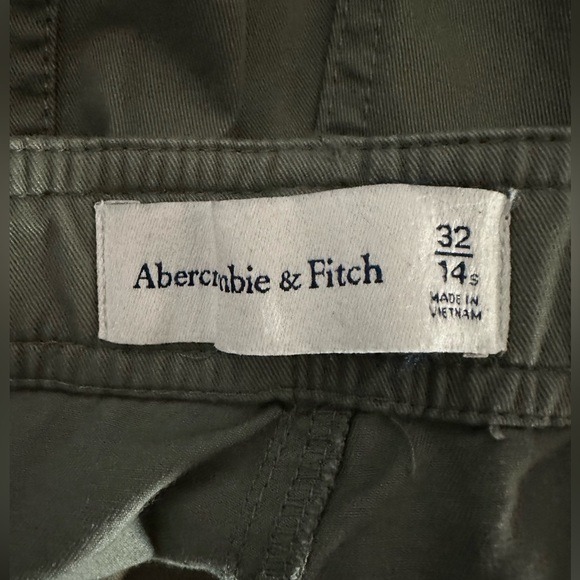 Abercrombie & Fitch
32
14s
MADE IN
VIETNAM